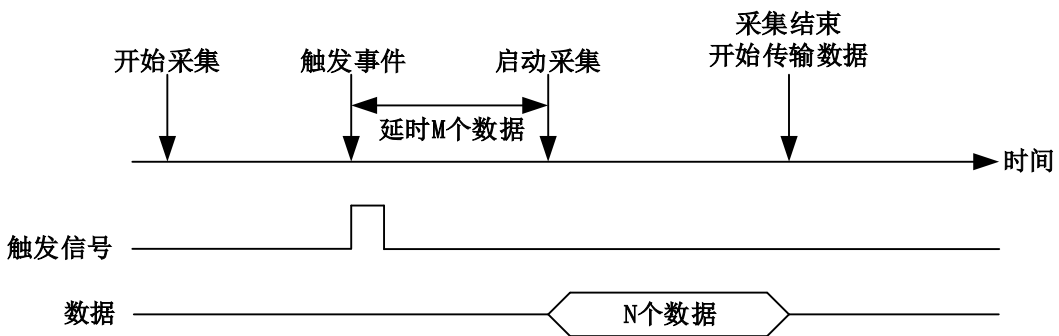 采集结束
开始传输数据
开始采集
触发事件
启动采集
延时M个数据
时间
触发信号
数据
N个数据